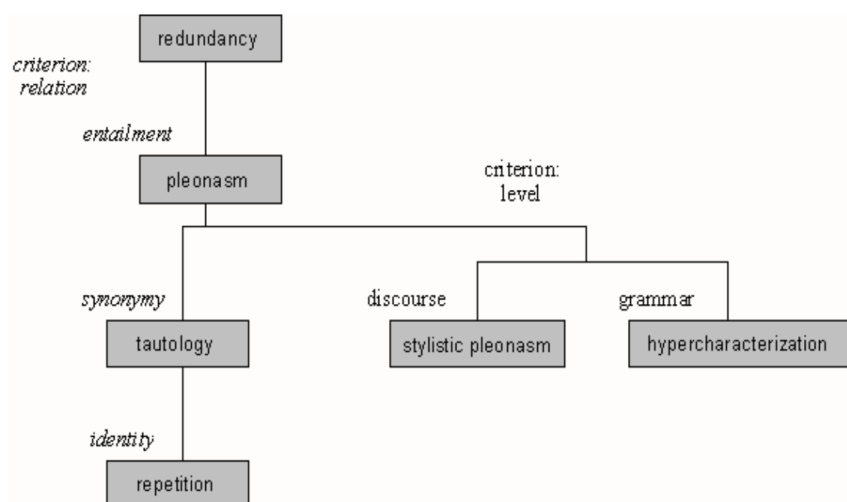 redundancy
criterion:
relation
entailment
pleonasm
criterion:
level
synonymy
discourse
grammar
tautology
stylistic pleonasm
hypercharacterization
identity
repetition